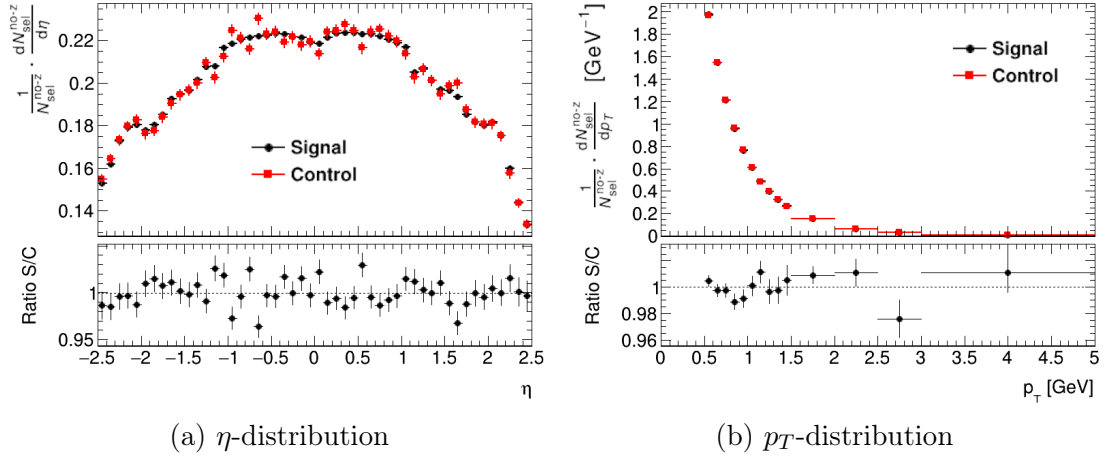 1/N_sel^no-z · dN_sel^no-z/dη
0.22
0.2
0.18
0.16
0.14
Signal
Control
Ratio S/C
1
0.95
−2.5 −2 −1.5 −1 −0.5 0 0.5 1 1.5 2 2.5
η
(a) η-distribution
1/N_sel^no-z · dN_sel^no-z/dp_T [GeV⁻¹]
2
1.8
1.6
1.4
1.2
1
0.8
0.6
0.4
0.2
0
Signal
Control
Ratio S/C
1
0.98
0.96
0 0.5 1 1.5 2 2.5 3 3.5 4 4.5 5
p_T [GeV]
(b) p_T-distribution